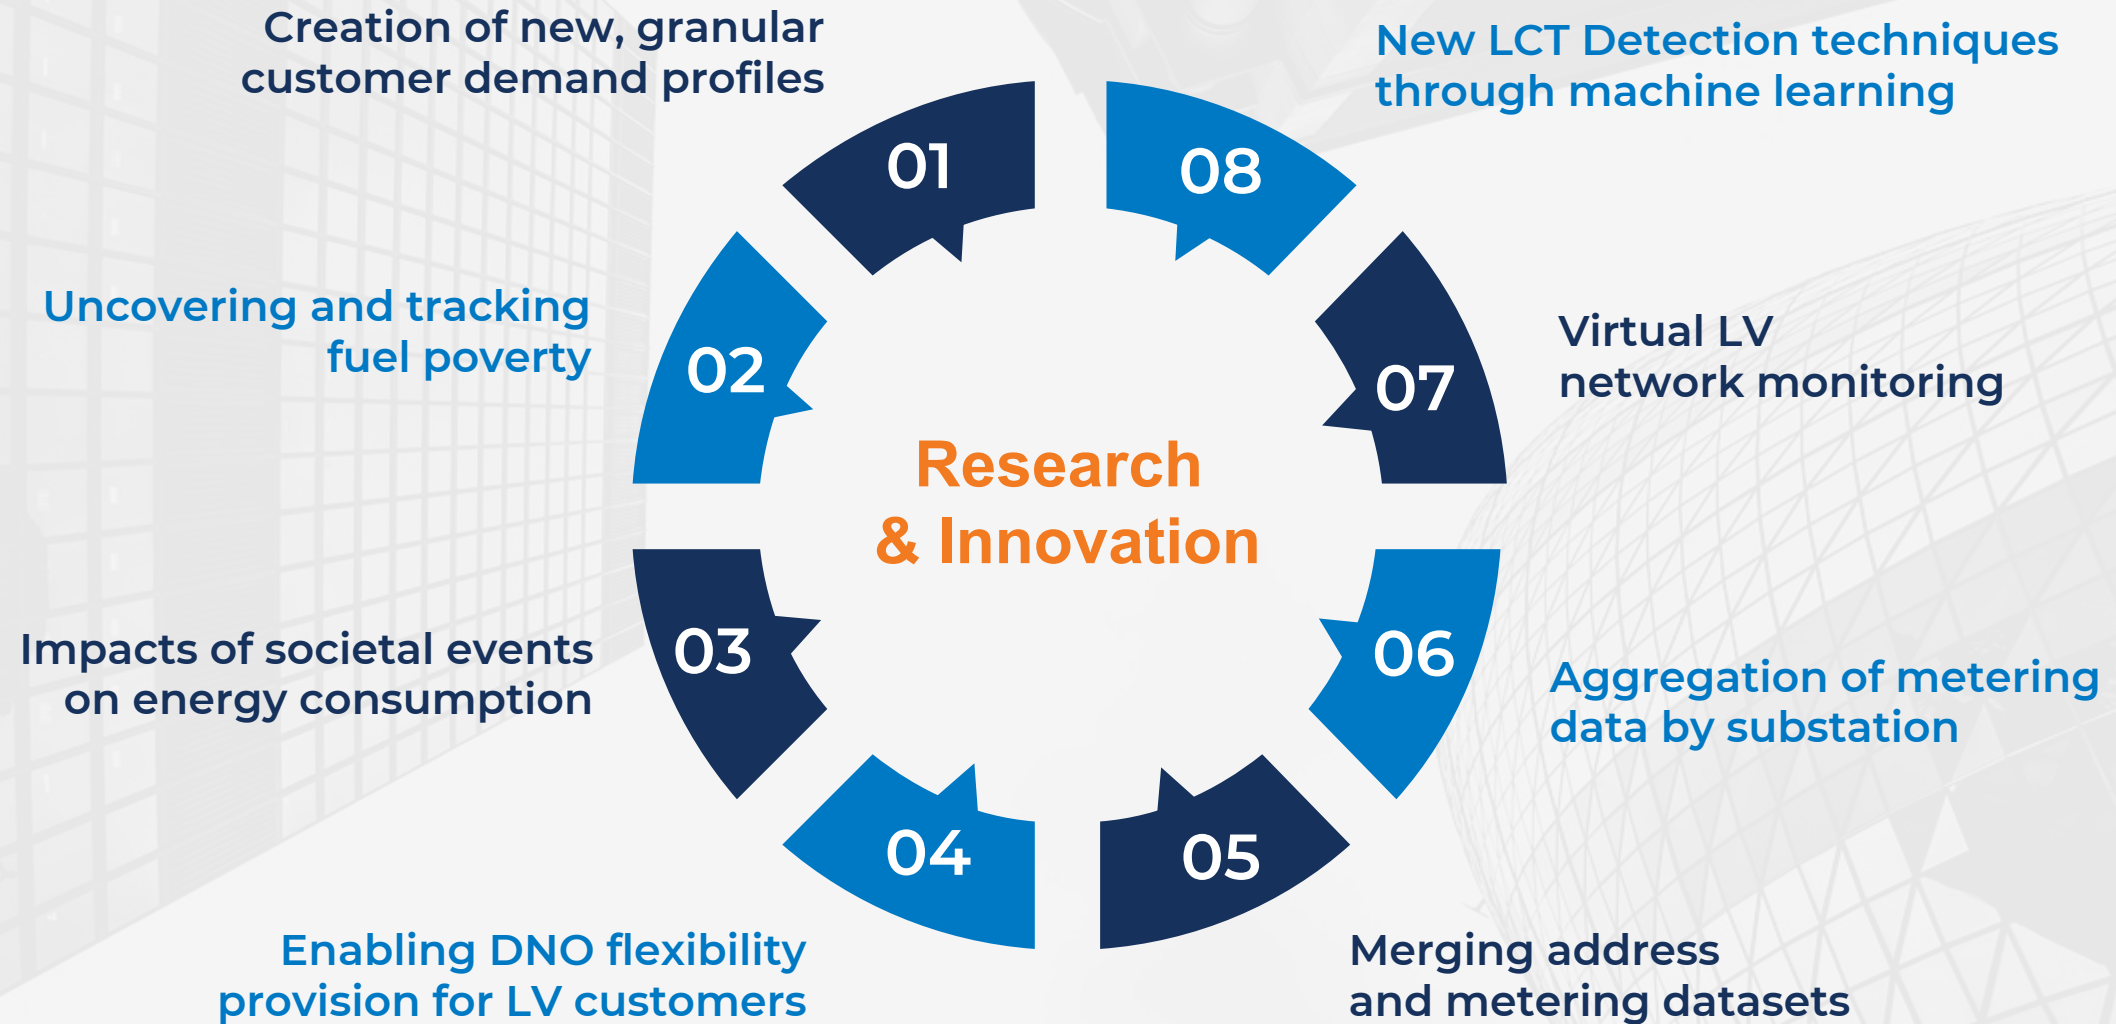 Creation of new, granular
customer demand profiles
01
Uncovering and tracking
fuel poverty
02
Impacts of societal events
on energy consumption
03
Enabling DNO flexibility
provision for LV customers
04
Merging address
and metering datasets
05
Aggregation of metering
data by substation
06
Virtual LV
network monitoring
07
New LCT Detection techniques
through machine learning
08
Research
& Innovation